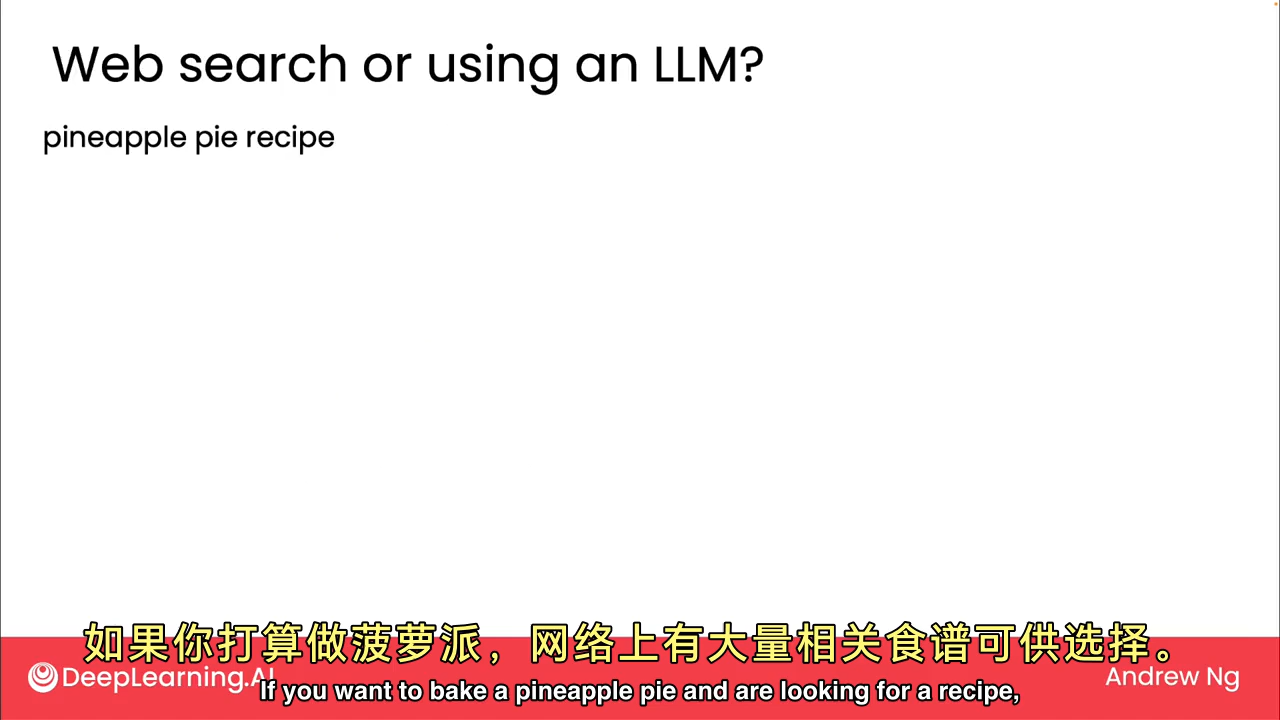 Web search or using an LLM?
pineapple pie recipe
如果你打算做菠萝派，网络上有大量相关食谱可供选择。
DeepLearning.AI
Andrew Ng
If you want to bake a pineapple pie and are looking for a recipe,